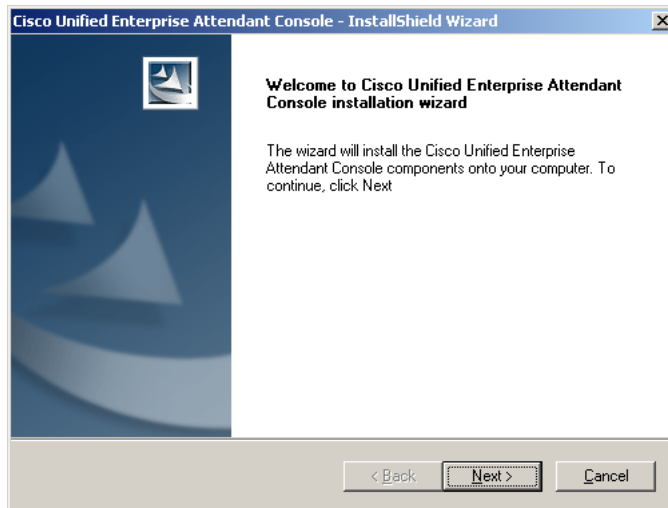 Cisco Unified Enterprise Attendant Console - InstallShield Wizard
Welcome to Cisco Unified Enterprise Attendant
Console installation wizard
The wizard will install the Cisco Unified Enterprise
Attendant Console components onto your computer. To
continue, click Next
< Back Next > Cancel